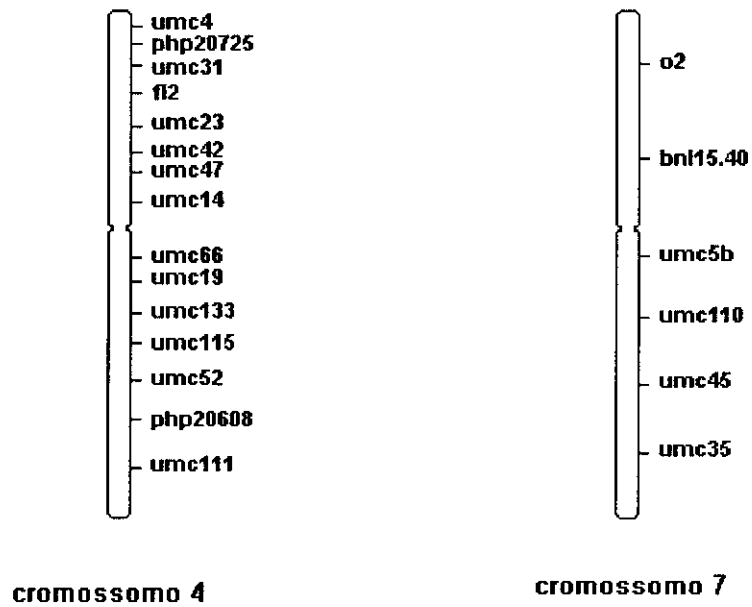 umc4
php20725
umc31
fl2
umc23
umc42
umc47
umc14
umc66
umc19
umc133
umc115
umc52
php20608
umc111
cromossomo 4
o2
bnl15.40
umc5b
umc110
umc45
umc35
cromossomo 7